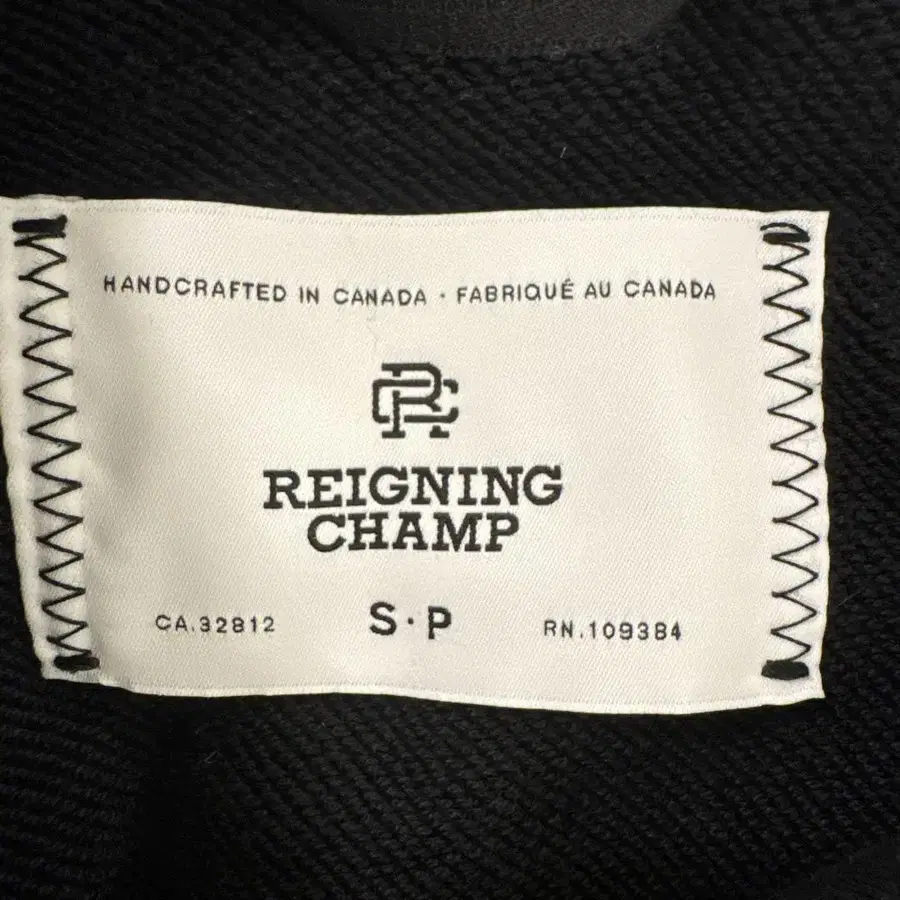 HANDCRAFTED IN CANADA · FABRIQUÉ AU CANADA
RC
REIGNING
CHAMP
CA.32812 S·P RN.109384